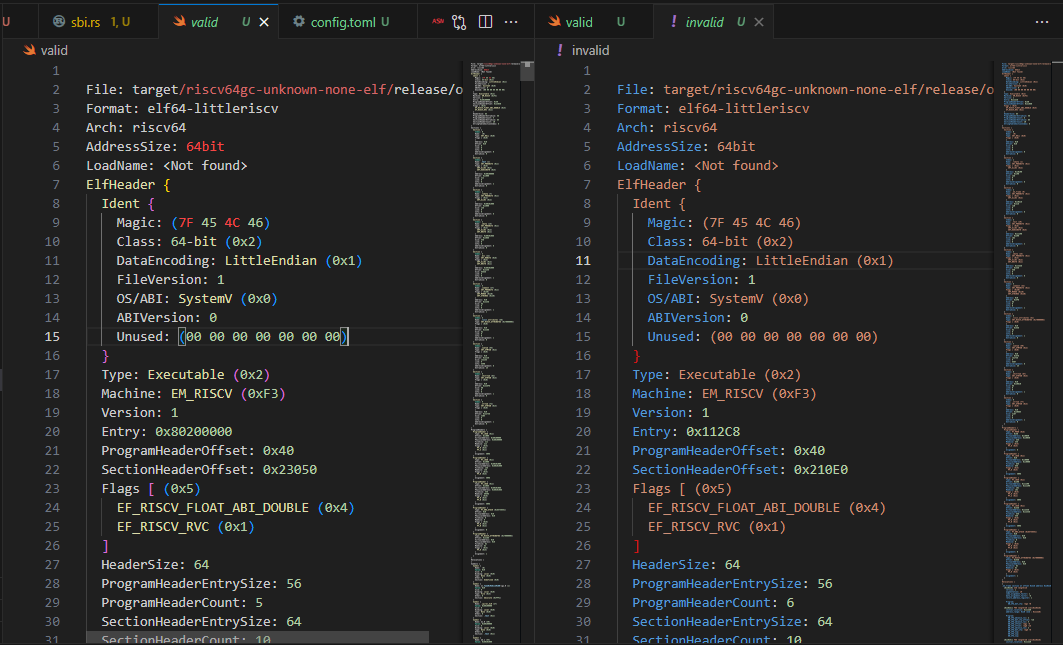 U sbi.rs 1, U valid U config.toml U ASN ... valid U ! invalid U ...
valid
1
2 File: target/riscv64gc-unknown-none-elf/release/o
3 Format: elf64-littleriscv
4 Arch: riscv64
5 AddressSize: 64bit
6 LoadName: <Not found>
7 ElfHeader {
8 Ident {
9 Magic: (7F 45 4C 46)
10 Class: 64-bit (0x2)
11 DataEncoding: LittleEndian (0x1)
12 FileVersion: 1
13 OS/ABI: SystemV (0x0)
14 ABIVersion: 0
15 Unused: (00 00 00 00 00 00 00)
16 }
17 Type: Executable (0x2)
18 Machine: EM_RISCV (0xF3)
19 Version: 1
20 Entry: 0x80200000
21 ProgramHeaderOffset: 0x40
22 SectionHeaderOffset: 0x23050
23 Flags [ (0x5)
24 EF_RISCV_FLOAT_ABI_DOUBLE (0x4)
25 EF_RISCV_RVC (0x1)
26 ]
27 HeaderSize: 64
28 ProgramHeaderEntrySize: 56
29 ProgramHeaderCount: 5
30 SectionHeaderEntrySize: 64
31 SectionHeaderCount: 10
! invalid
1
2 File: target/riscv64gc-unknown-none-elf/release/o
3 Format: elf64-littleriscv
4 Arch: riscv64
5 AddressSize: 64bit
6 LoadName: <Not found>
7 ElfHeader {
8 Ident {
9 Magic: (7F 45 4C 46)
10 Class: 64-bit (0x2)
11 DataEncoding: LittleEndian (0x1)
12 FileVersion: 1
13 OS/ABI: SystemV (0x0)
14 ABIVersion: 0
15 Unused: (00 00 00 00 00 00 00)
16 }
17 Type: Executable (0x2)
18 Machine: EM_RISCV (0xF3)
19 Version: 1
20 Entry: 0x112C8
21 ProgramHeaderOffset: 0x40
22 SectionHeaderOffset: 0x210E0
23 Flags [ (0x5)
24 EF_RISCV_FLOAT_ABI_DOUBLE (0x4)
25 EF_RISCV_RVC (0x1)
26 ]
27 HeaderSize: 64
28 ProgramHeaderEntrySize: 56
29 ProgramHeaderCount: 6
30 SectionHeaderEntrySize: 64
31 SectionHeaderCount: 10